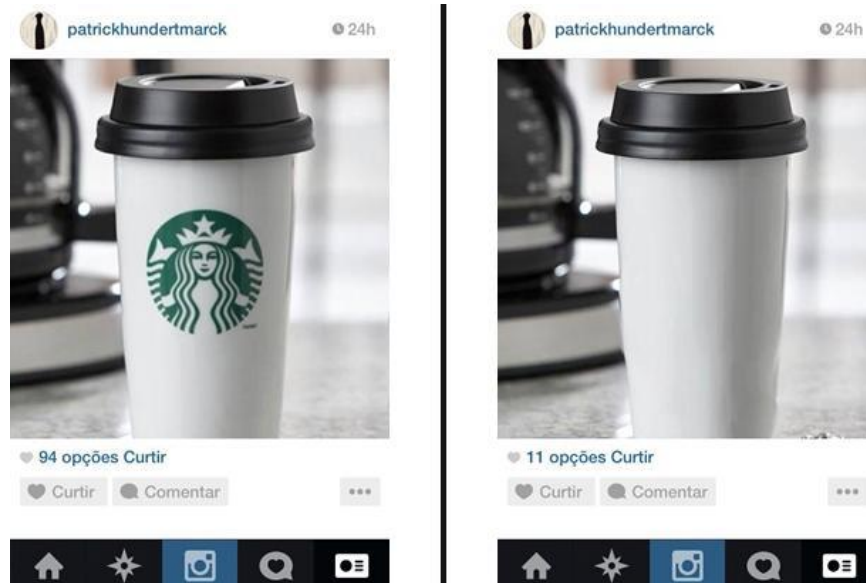 patrickhundertmarck 24h
94 opções Curtir
Curtir Comentar
patrickhundertmarck 24h
11 opções Curtir
Curtir Comentar